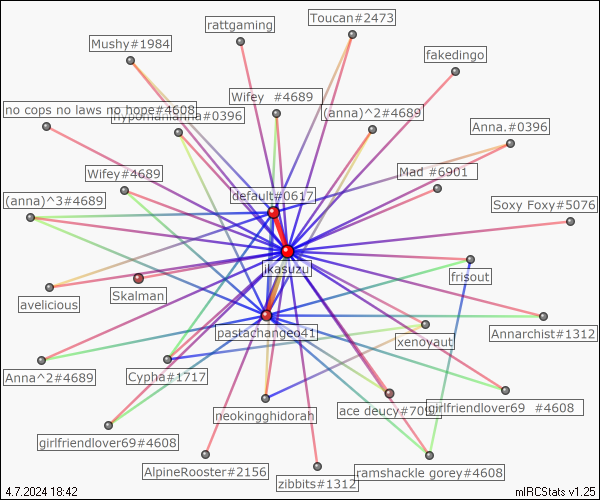 rattgaming
Toucan#2473
Mushy#1984
fakedingo
Wifey #4689
no cops no laws no hope#4608
hypomanianna#0396
(anna)^2#4689
Anna.#0396
Wifey#4689
Mad #6901
(anna)^3#4689
default#0617
Soxy Foxy#5076
jkasuzu
frisout
Skalman
avelicious
Annarchist#1312
pastachangeo41
xenoyaut
Anna^2#4689
Cypha#1717
neokingghidorah
ace deucy#709
girlfriendlover69 #4608
girlfriendlover69#4608
AlpineRooster#2156
zibbits#1312
ramshackle gorey#4608
4.7.2024 18:42
mIRCStats v1.25